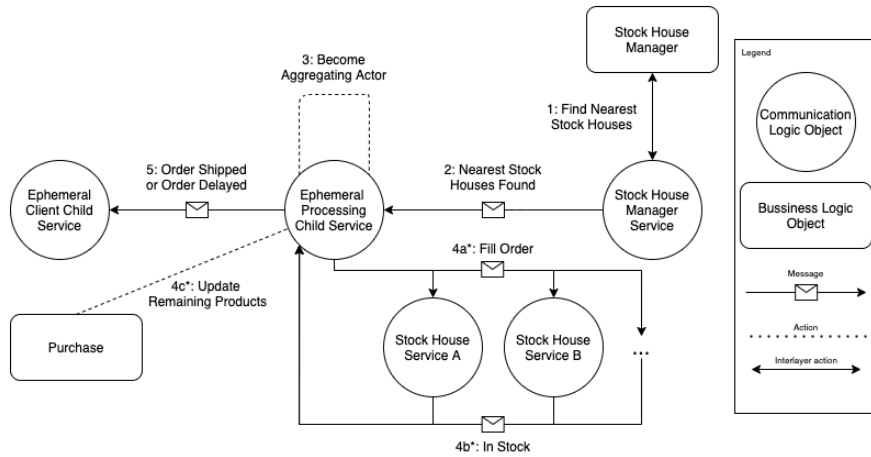 Stock House
Manager
Legend
3: Become
Aggregating Actor
1: Find Nearest
Stock Houses
Communication
Logic Object
5: Order Shipped
or Order Delayed
2: Nearest Stock
Houses Found
Ephemeral
Client Child
Service
Ephemeral
Processing
Child Service
Stock House
Manager
Service
Bussiness Logic
Object
4a*: Fill Order
4c*: Update
Remaining Products
Message
Purchase
Stock House
Service A
Stock House
Service B
...
Action
Interlayer action
4b*: In Stock